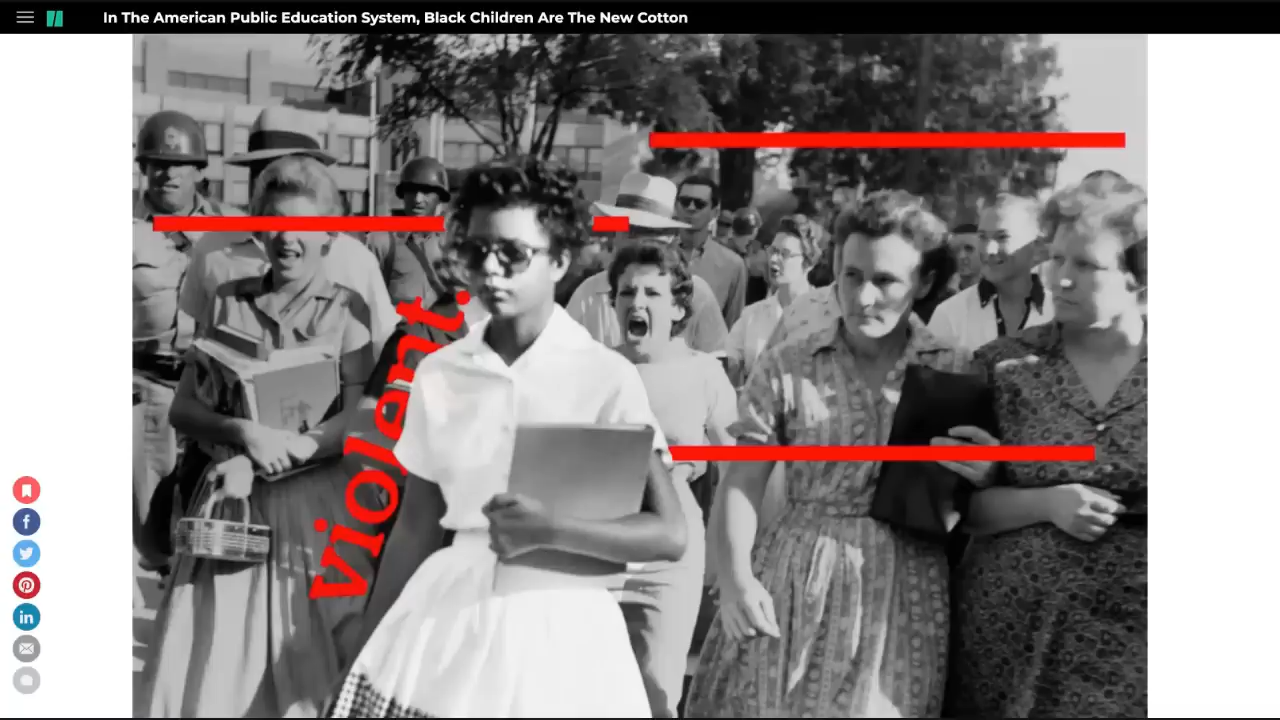 In The American Public Education System, Black Children Are The New Cotton
violent.